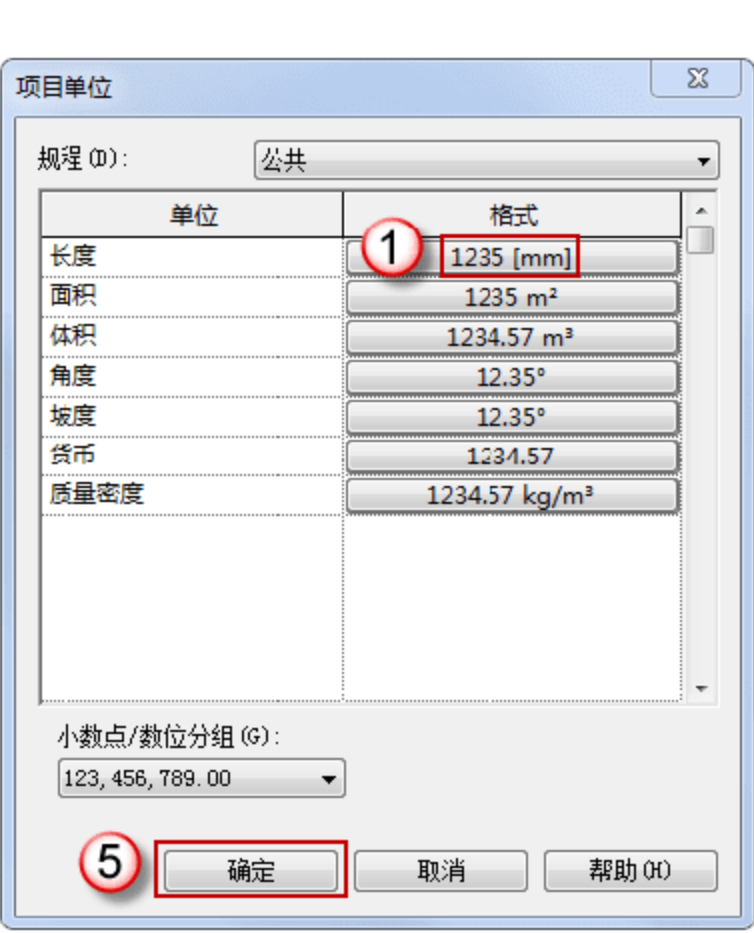 项目单位
规程(D): 公共
单位 格式
长度 ① 1235 [mm]
面积 1235 m²
体积 1234.57 m³
角度 12.35°
坡度 12.35°
货币 1234.57
质量密度 1234.57 kg/m³
小数点/数位分组(G):
123,456,789.00
⑤ 确定 取消 帮助(H)